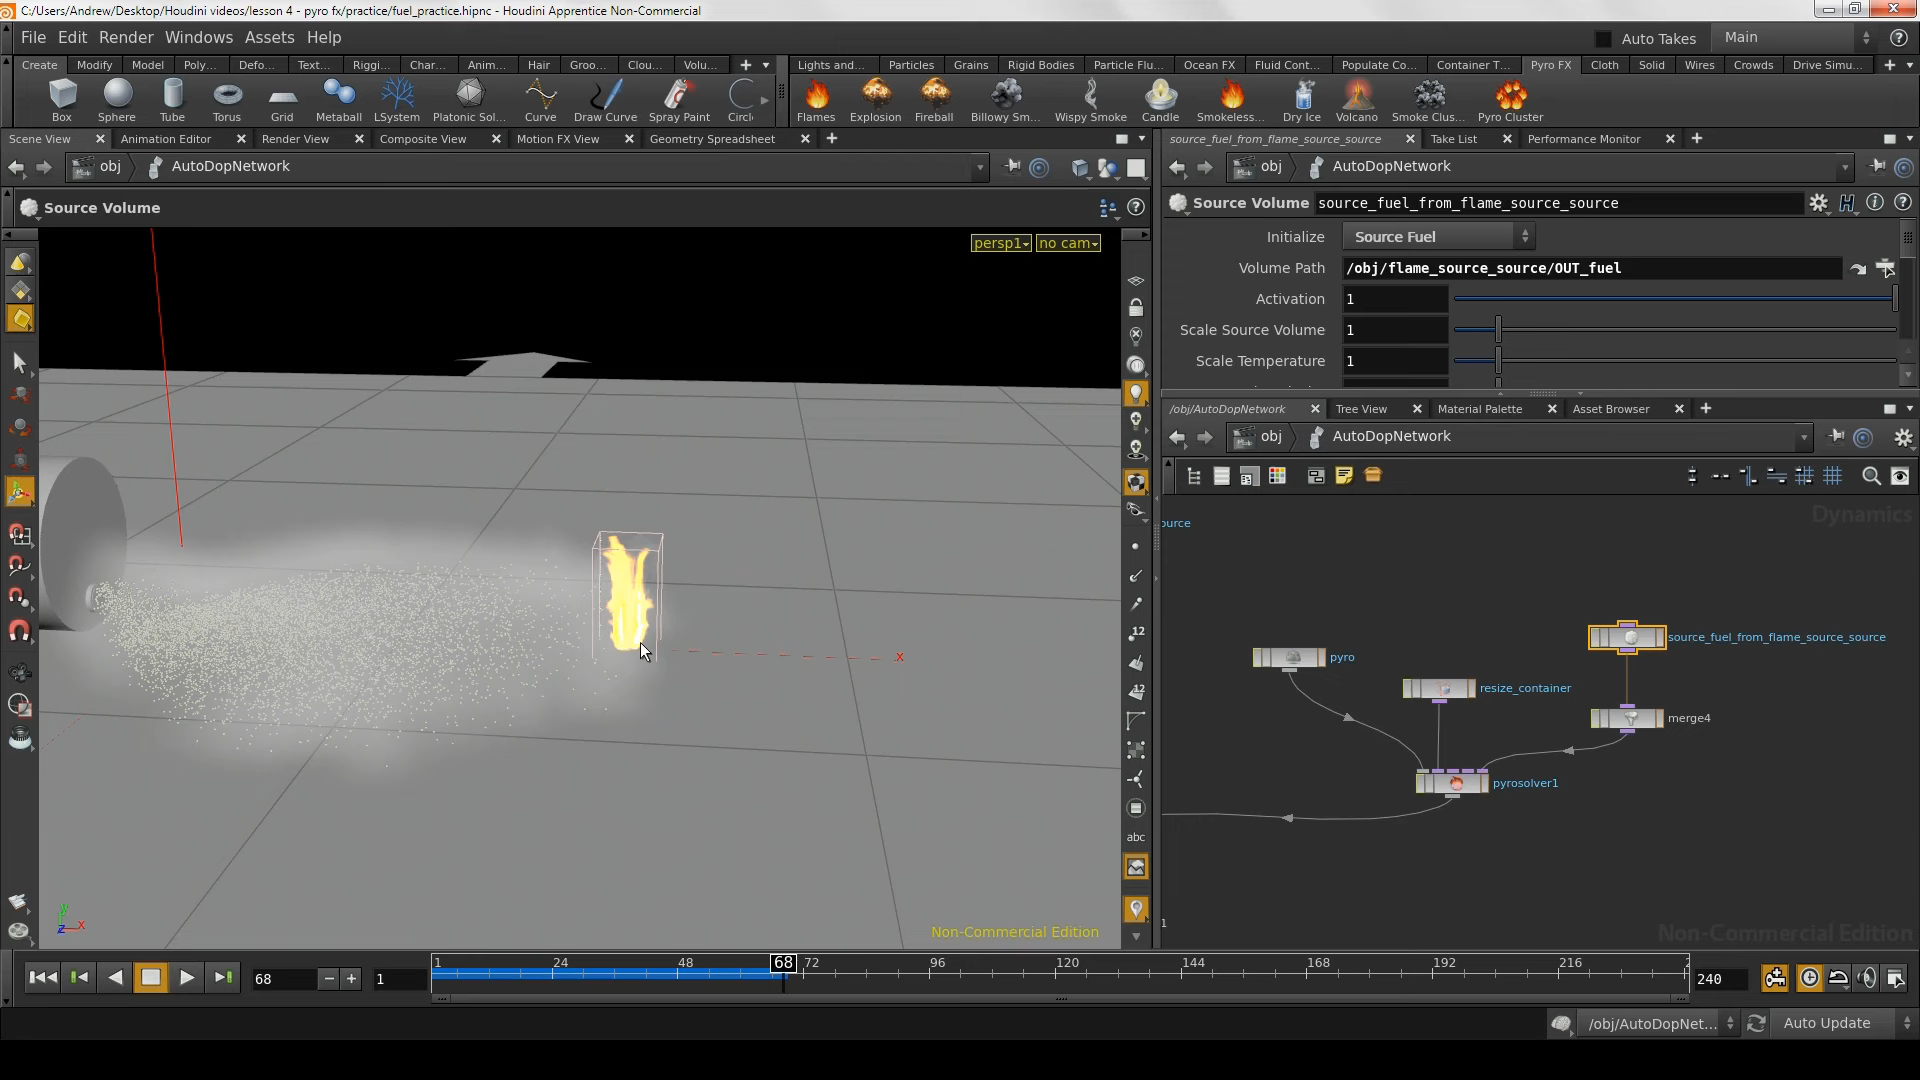 C:/Users/Andrew/Desktop/Houdini videos/lesson 4 - pyro fx/practice/fuel_practice.hipnc - Houdini Apprentice Non-Commercial
File Edit Render Windows Assets Help
Auto Takes Main
Create Modify Model Poly... Defo... Text... Riggi... Char... Anim... Hair Groo... Clou... Volu...
Lights and... Particles Grains Rigid Bodies Particle Flu... Ocean FX Fluid Cont... Populate Co... Container T... Pyro FX Cloth Solid Wires Crowds Drive Simu...
Box Sphere Tube Torus Grid Metaball LSystem Platonic Sol... Curve Draw Curve Spray Paint Circl
Flames Explosion Fireball Billowy Sm... Wispy Smoke Candle Smokeless... Dry Ice Volcano Smoke Clus... Pyro Cluster
Scene View Animation Editor Render View Composite View Motion FX View Geometry Spreadsheet
source_fuel_from_flame_source_source Take List Performance Monitor
obj AutoDopNetwork
obj AutoDopNetwork
Source Volume
Source Volume source_fuel_from_flame_source_source
persp1 no cam
Initialize Source Fuel
Volume Path /obj/flame_source_source/OUT_fuel
Activation 1
Scale Source Volume 1
Scale Temperature 1
/obj/AutoDopNetwork Tree View Material Palette Asset Browser
obj AutoDopNetwork
Dynamics
ource
source_fuel_from_flame_source_source
pyro
resize_container
merge4
pyrosolver1
x
12
12
abc
y
z x
1
Non-Commercial Edition
Non-Commercial Edition
68 1
1 24 48 68 72 96 120 144 168 192 216 2
240
/obj/AutoDopNet... Auto Update